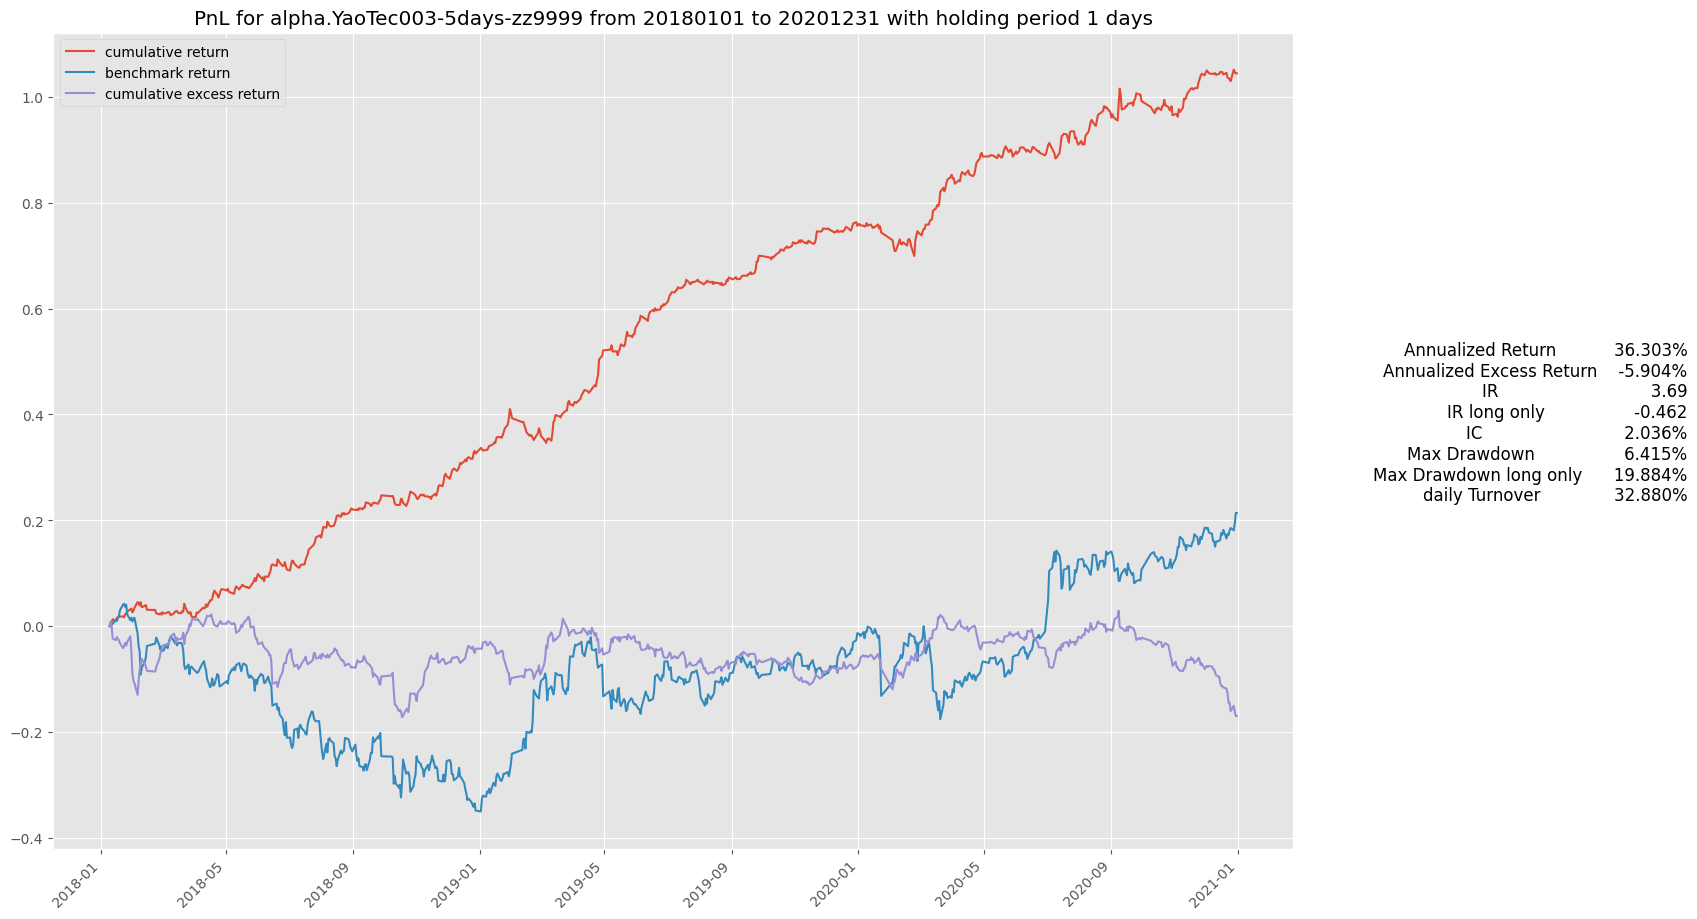 PnL for alpha.YaoTec003-5days-zz9999 from 20180101 to 20201231 with holding period 1 days
cumulative return
benchmark return
cumulative excess return
1.0
0.8
0.6
0.4
0.2
0.0
−0.2
−0.4
2018-01
2018-05
2018-09
2019-01
2019-05
2019-09
2020-01
2020-05
2020-09
2021-01
Annualized Return 36.303%
Annualized Excess Return -5.904%
IR 3.69
IR long only -0.462
IC 2.036%
Max Drawdown 6.415%
Max Drawdown long only 19.884%
daily Turnover 32.880%